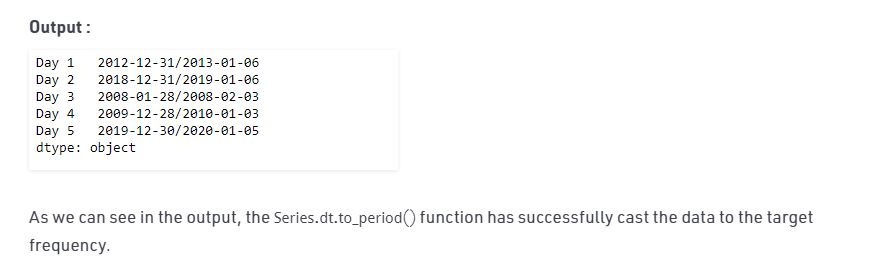 Output :
Day 1   2012-12-31/2013-01-06
Day 2   2018-12-31/2019-01-06
Day 3   2008-01-28/2008-02-03
Day 4   2009-12-28/2010-01-03
Day 5   2019-12-30/2020-01-05
dtype: object
As we can see in the output, the Series.dt.to_period() function has successfully cast the data to the target
frequency.